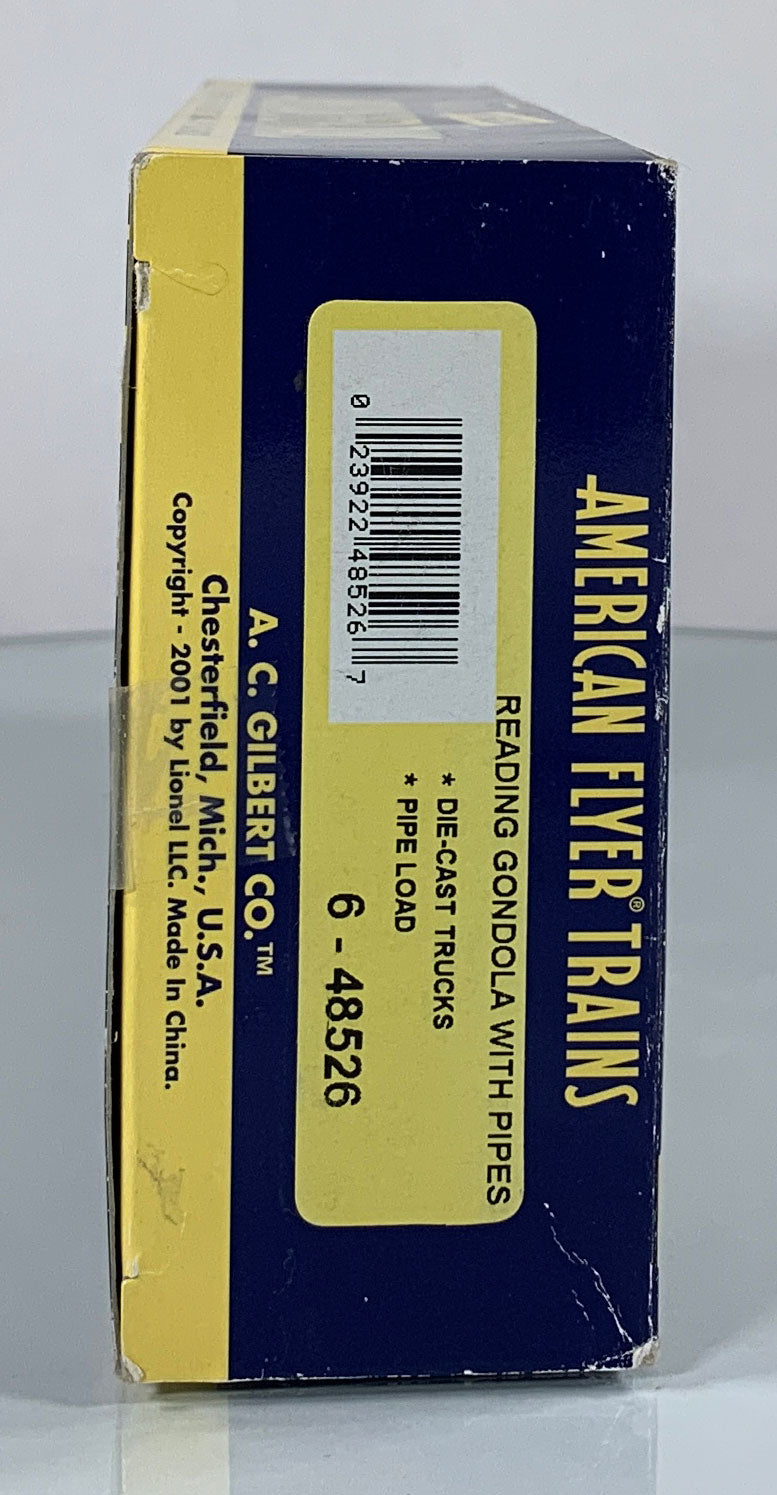 AMERICAN FLYER® TRAINS
READING GONDOLA WITH PIPES
* DIE-CAST TRUCKS
* PIPE LOAD
6 - 48526
0 23922 48526 7
A. C. GILBERT CO.™
Chesterfield, Mich., U.S.A.
Copyright - 2001 by Lionel LLC. Made In China.